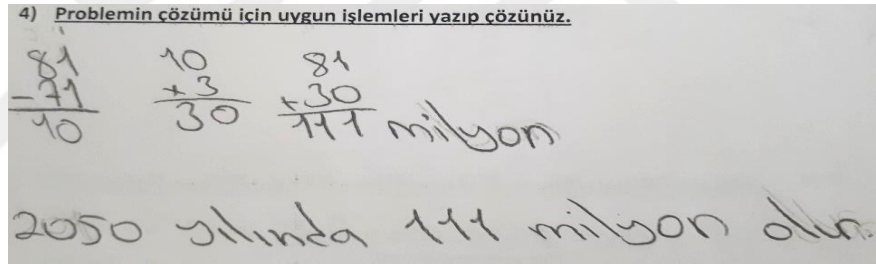 4) Problemin çözümü için uygun işlemleri yazıp çözünüz.
81 10 81
- 71 x 3 + 30
10 30 111 milyon
2050 yılında 111 milyon olur.